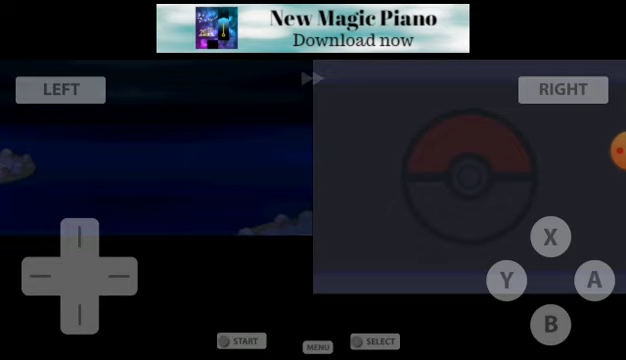 New Magic Piano
Download now
LEFT
RIGHT
X
Y
A
B
START
MENU
SELECT